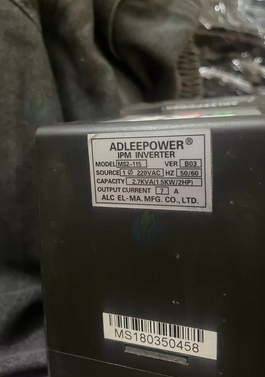 ADLEEPOWER®
IPM INVERTER
MODEL MS2-115 VER B03
SOURCE 1 Ø 220VAC HZ 50/60
CAPACITY 2.7KVA(1.5KW/2HP)
OUTPUT CURRENT 7 A
ALC EL-MA.MFG.CO.,LTD.
MS180350458